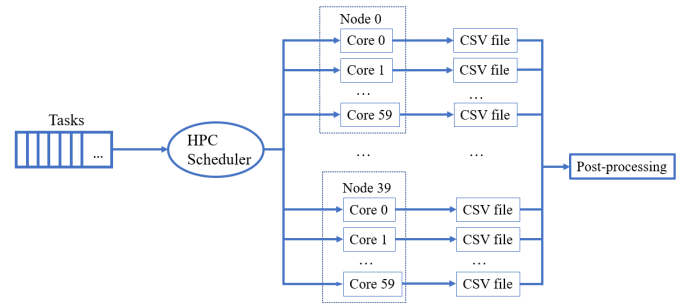 Tasks
...
HPC
Scheduler
Node 0
Core 0
CSV file
Core 1
CSV file
...
...
Core 59
CSV file
...
...
Node 39
Core 0
CSV file
Core 1
CSV file
...
...
Core 59
CSV file
Post-processing